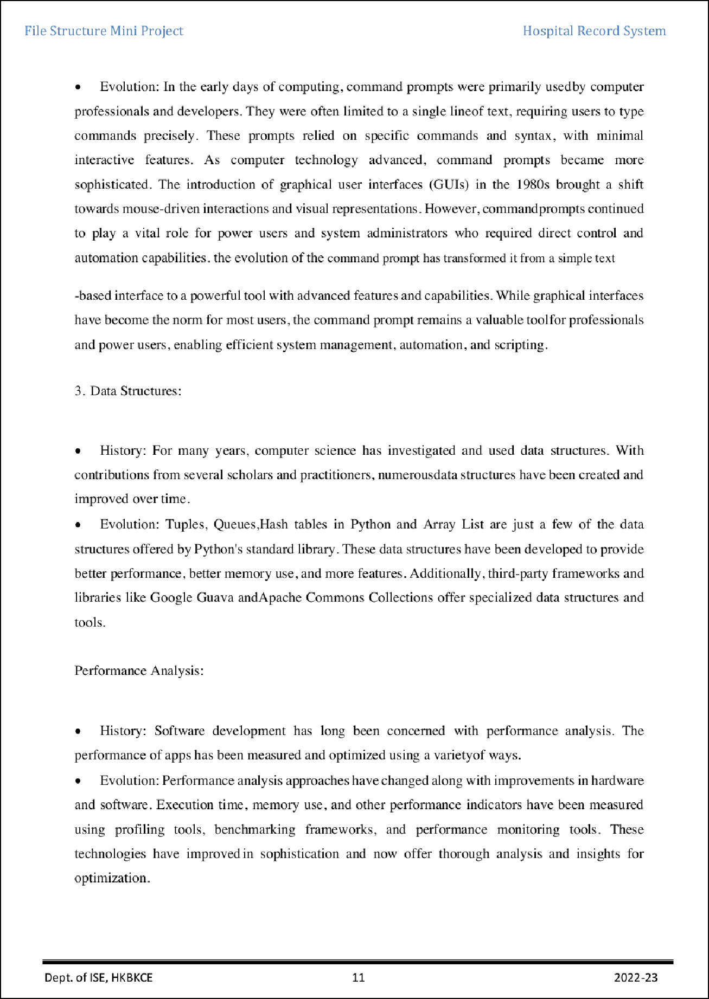 File Structure Mini Project Hospital Record System
• Evolution: In the early days of computing, command prompts were primarily usedby computer
professionals and developers. They were often limited to a single lineof text, requiring users to type
commands precisely. These prompts relied on specific commands and syntax, with minimal
interactive features. As computer technology advanced, command prompts became more
sophisticated. The introduction of graphical user interfaces (GUIs) in the 1980s brought a shift
towards mouse-driven interactions and visual representations. However, commandprompts continued
to play a vital role for power users and system administrators who required direct control and
automation capabilities. the evolution of the command prompt has transformed it from a simple text
-based interface to a powerful tool with advanced features and capabilities. While graphical interfaces
have become the norm for most users, the command prompt remains a valuable toolfor professionals
and power users, enabling efficient system management, automation, and scripting.
3. Data Structures:
• History: For many years, computer science has investigated and used data structures. With
contributions from several scholars and practitioners, numerousdata structures have been created and
improved over time.
• Evolution: Tuples, Queues,Hash tables in Python and Array List are just a few of the data
structures offered by Python's standard library. These data structures have been developed to provide
better performance, better memory use, and more features. Additionally, third-party frameworks and
libraries like Google Guava andApache Commons Collections offer specialized data structures and
tools.
Performance Analysis:
• History: Software development has long been concerned with performance analysis. The
performance of apps has been measured and optimized using a varietyof ways.
• Evolution: Performance analysis approaches have changed along with improvements in hardware
and software. Execution time, memory use, and other performance indicators have been measured
using profiling tools, benchmarking frameworks, and performance monitoring tools. These
technologies have improved in sophistication and now offer thorough analysis and insights for
optimization.
Dept. of ISE, HKBKCE 11 2022-23